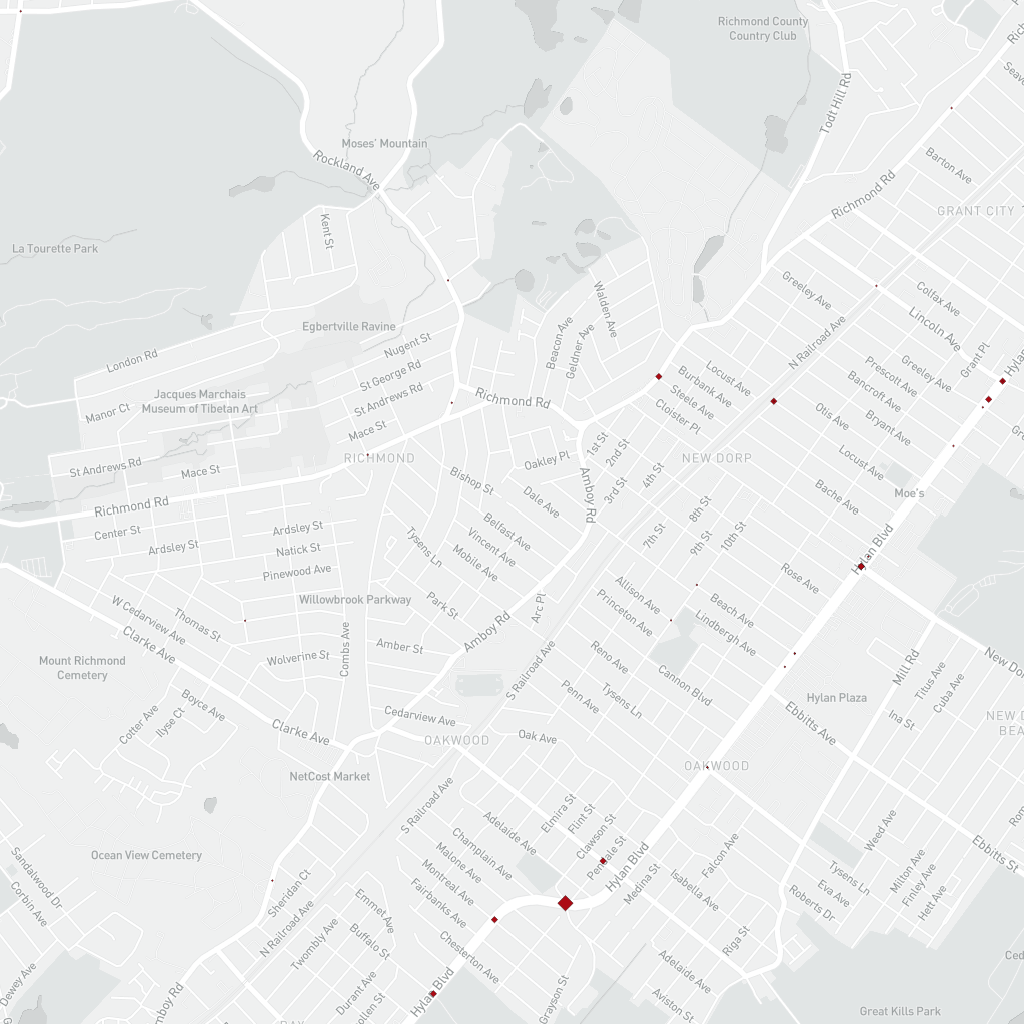 Richmond County
Country Club
Todt Hill Rd
Richmond Rd
Moses' Mountain
Rockland Ave
Barton Ave
Richmond Rd
GRANT CITY
Kent St
La Tourette Park
Greeley Ave
Colfax Ave
Walden Ave
Lincoln Ave
Egbertville Ravine
Nugent St
Beacon Ave
Geldner Ave
N Railroad Ave
London Rd
St George Rd
Locust Ave
Grant Pl
Greeley Ave
Prescott Ave
Burbank Ave
Bancroft Ave
Jacques Marchais
Museum of Tibetan Art
St Andrews Rd
Richmond Rd
Steele Ave
Manor Ct
Cloister Pl
Otis Ave
Bryant Ave
Mace St
1st St
2nd St
RICHMOND
Oakley Pl
NEW DORP
St Andrews Rd
Mace St
Locust Ave
Bishop St
4th St
3rd St
Amboy Rd
Moe's
Dale Ave
Bache Ave
Richmond Rd
8th St
Center St
Ardsley St
Belfast Ave
7th St
9th St
10th St
Hylan Blvd
Ardsley St
Natick St
Tysens Ln
Vincent Ave
Mobile Ave
Pinewood Ave
Rose Ave
Allison Ave
Willowbrook Parkway
Park St
Arc Pl
Princeton Ave
Beach Ave
W Cedarview Ave
Thomas St
Amboy Rd
Lindbergh Ave
Clarke Ave
Combs Ave
Amber St
Mount Richmond
Cemetery
Wolverine St
S Railroad Ave
Reno Ave
Mill Rd
Titus Ave
Cuba Ave
Cannon Blvd
Boyce Ave
Penn Ave
Tysens Ln
Hylan Plaza
Cotter Ave
Ilyse Ct
Cedarview Ave
Ebbitts Ave
Ina St
Clarke Ave
OAKWOOD
Oak Ave
OAKWOOD
NetCost Market
S Railroad Ave
Elmira St
Flint St
Clawson St
Adelaide Ave
Weed Ave
Champlain Ave
Ocean View Cemetery
Pendale St
Hylan Blvd
Falcon Ave
Ebbitts St
Malone Ave
Medina St
Isabella Ave
Tysens Ln
Milton Ave
Sandalwood Dr
Montreal Ave
Eva Ave
Finley Ave
Corbin Ave
Sheridan Ct
Fairbanks Ave
Roberts Dr
Hett Ave
Emmet Ave
N Railroad Ave
Twombly Ave
Buffalo St
Riga St
Chesterton Ave
Adelaide Ave
Dewey Ave
Durant Ave
Hylan Blvd
Grayson St
Aviston St
Great Kills Park